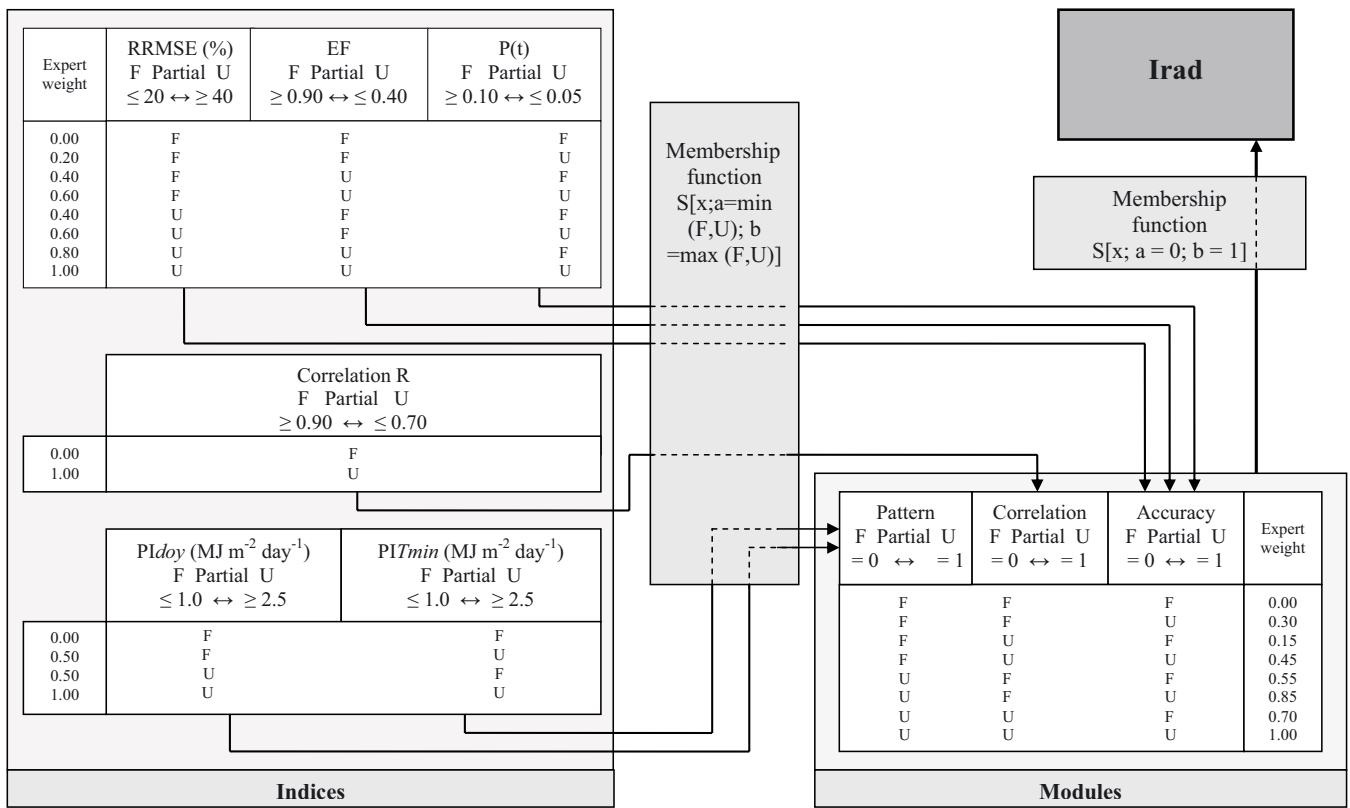 Expert
weight
RRMSE (%)
F Partial U
≤ 20 ↔ ≥ 40
EF
F Partial U
≥ 0.90 ↔ ≤ 0.40
P(t)
F Partial U
≥ 0.10 ↔ ≤ 0.05
0.00 F F F
0.20 F F U
0.40 F U F
0.60 F U U
0.40 U F F
0.60 U F U
0.80 U U F
1.00 U U U
Correlation R
F Partial U
≥ 0.90 ↔ ≤ 0.70
0.00 F
1.00 U
PIdoy (MJ m-2 day-1)
F Partial U
≤ 1.0 ↔ ≥ 2.5
PITmin (MJ m-2 day-1)
F Partial U
≤ 1.0 ↔ ≥ 2.5
0.00 F F
0.50 F U
0.50 U F
1.00 U U
Indices
Membership
function
S[x;a=min
(F,U); b
=max (F,U)]
Irad
Membership
function
S[x; a = 0; b = 1]
Pattern
F Partial U
= 0 ↔ = 1
Correlation
F Partial U
= 0 ↔ = 1
Accuracy
F Partial U
= 0 ↔ = 1
Expert
weight
F F F 0.00
F F U 0.30
F U F 0.15
F U U 0.45
U F F 0.55
U F U 0.85
U U F 0.70
U U U 1.00
Modules